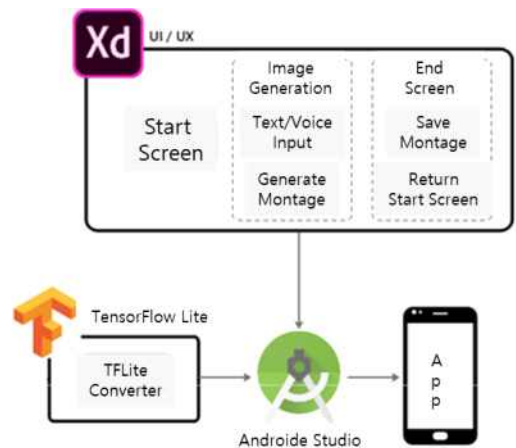 Xd
UI / UX
Image
Generation
End
Screen
Start
Screen
Text/Voice
Input
Save
Montage
Generate
Montage
Return
Start Screen
TensorFlow Lite
TFLite
Converter
A
p
p
Androide Studio